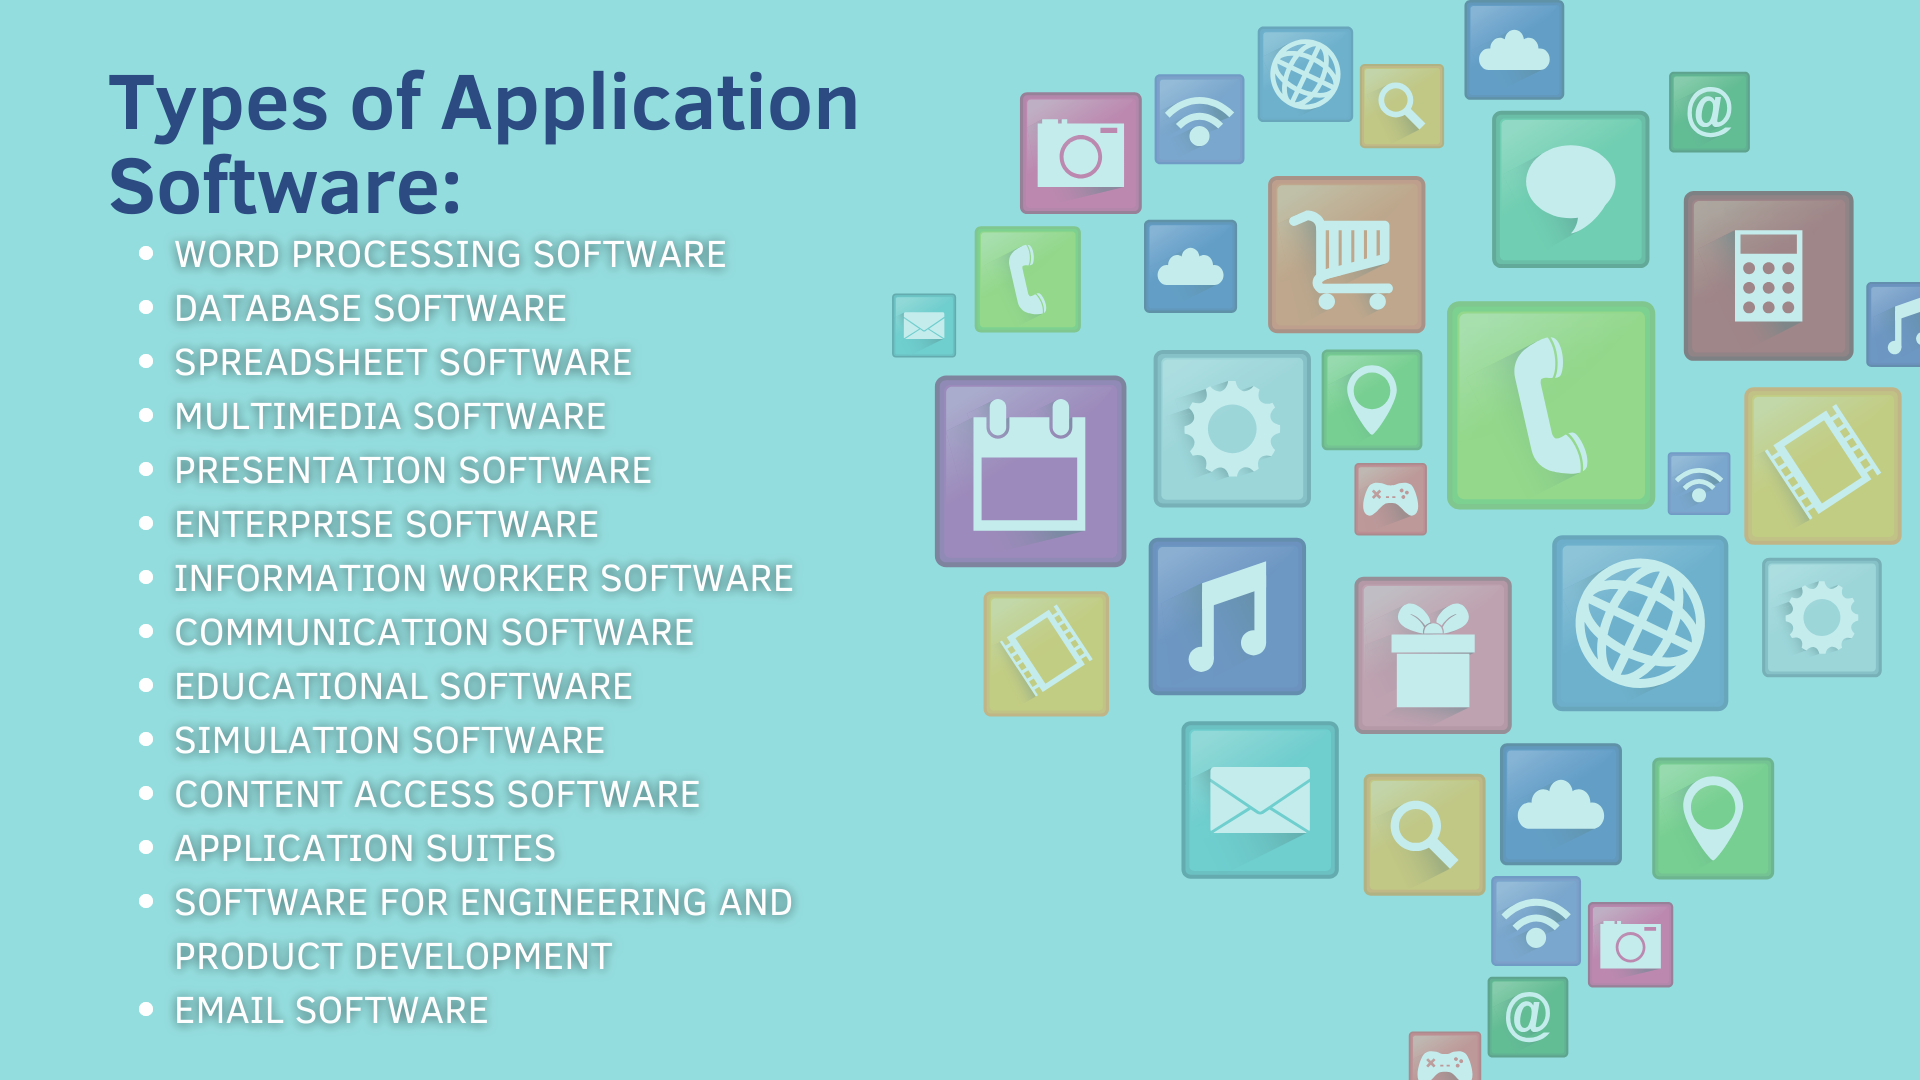 Types of Application
Software:
• WORD PROCESSING SOFTWARE
• DATABASE SOFTWARE
• SPREADSHEET SOFTWARE
• MULTIMEDIA SOFTWARE
• PRESENTATION SOFTWARE
• ENTERPRISE SOFTWARE
• INFORMATION WORKER SOFTWARE
• COMMUNICATION SOFTWARE
• EDUCATIONAL SOFTWARE
• SIMULATION SOFTWARE
• CONTENT ACCESS SOFTWARE
• APPLICATION SUITES
• SOFTWARE FOR ENGINEERING AND
PRODUCT DEVELOPMENT
• EMAIL SOFTWARE
@
@